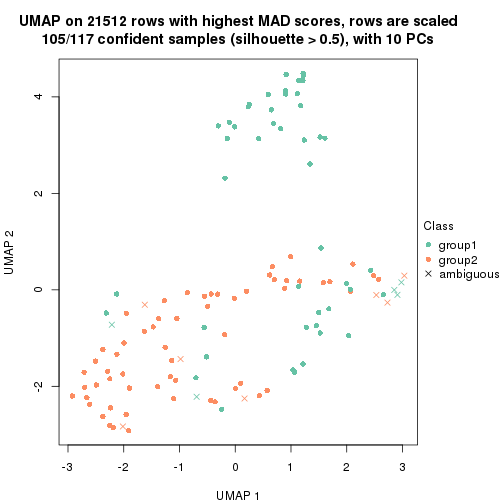 UMAP on 21512 rows with highest MAD scores, rows are scaled
105/117 confident samples (silhouette > 0.5), with 10 PCs
4
2
0
-2
UMAP 2
-3 -2 -1 0 1 2 3
UMAP 1
Class
group1
group2
ambiguous